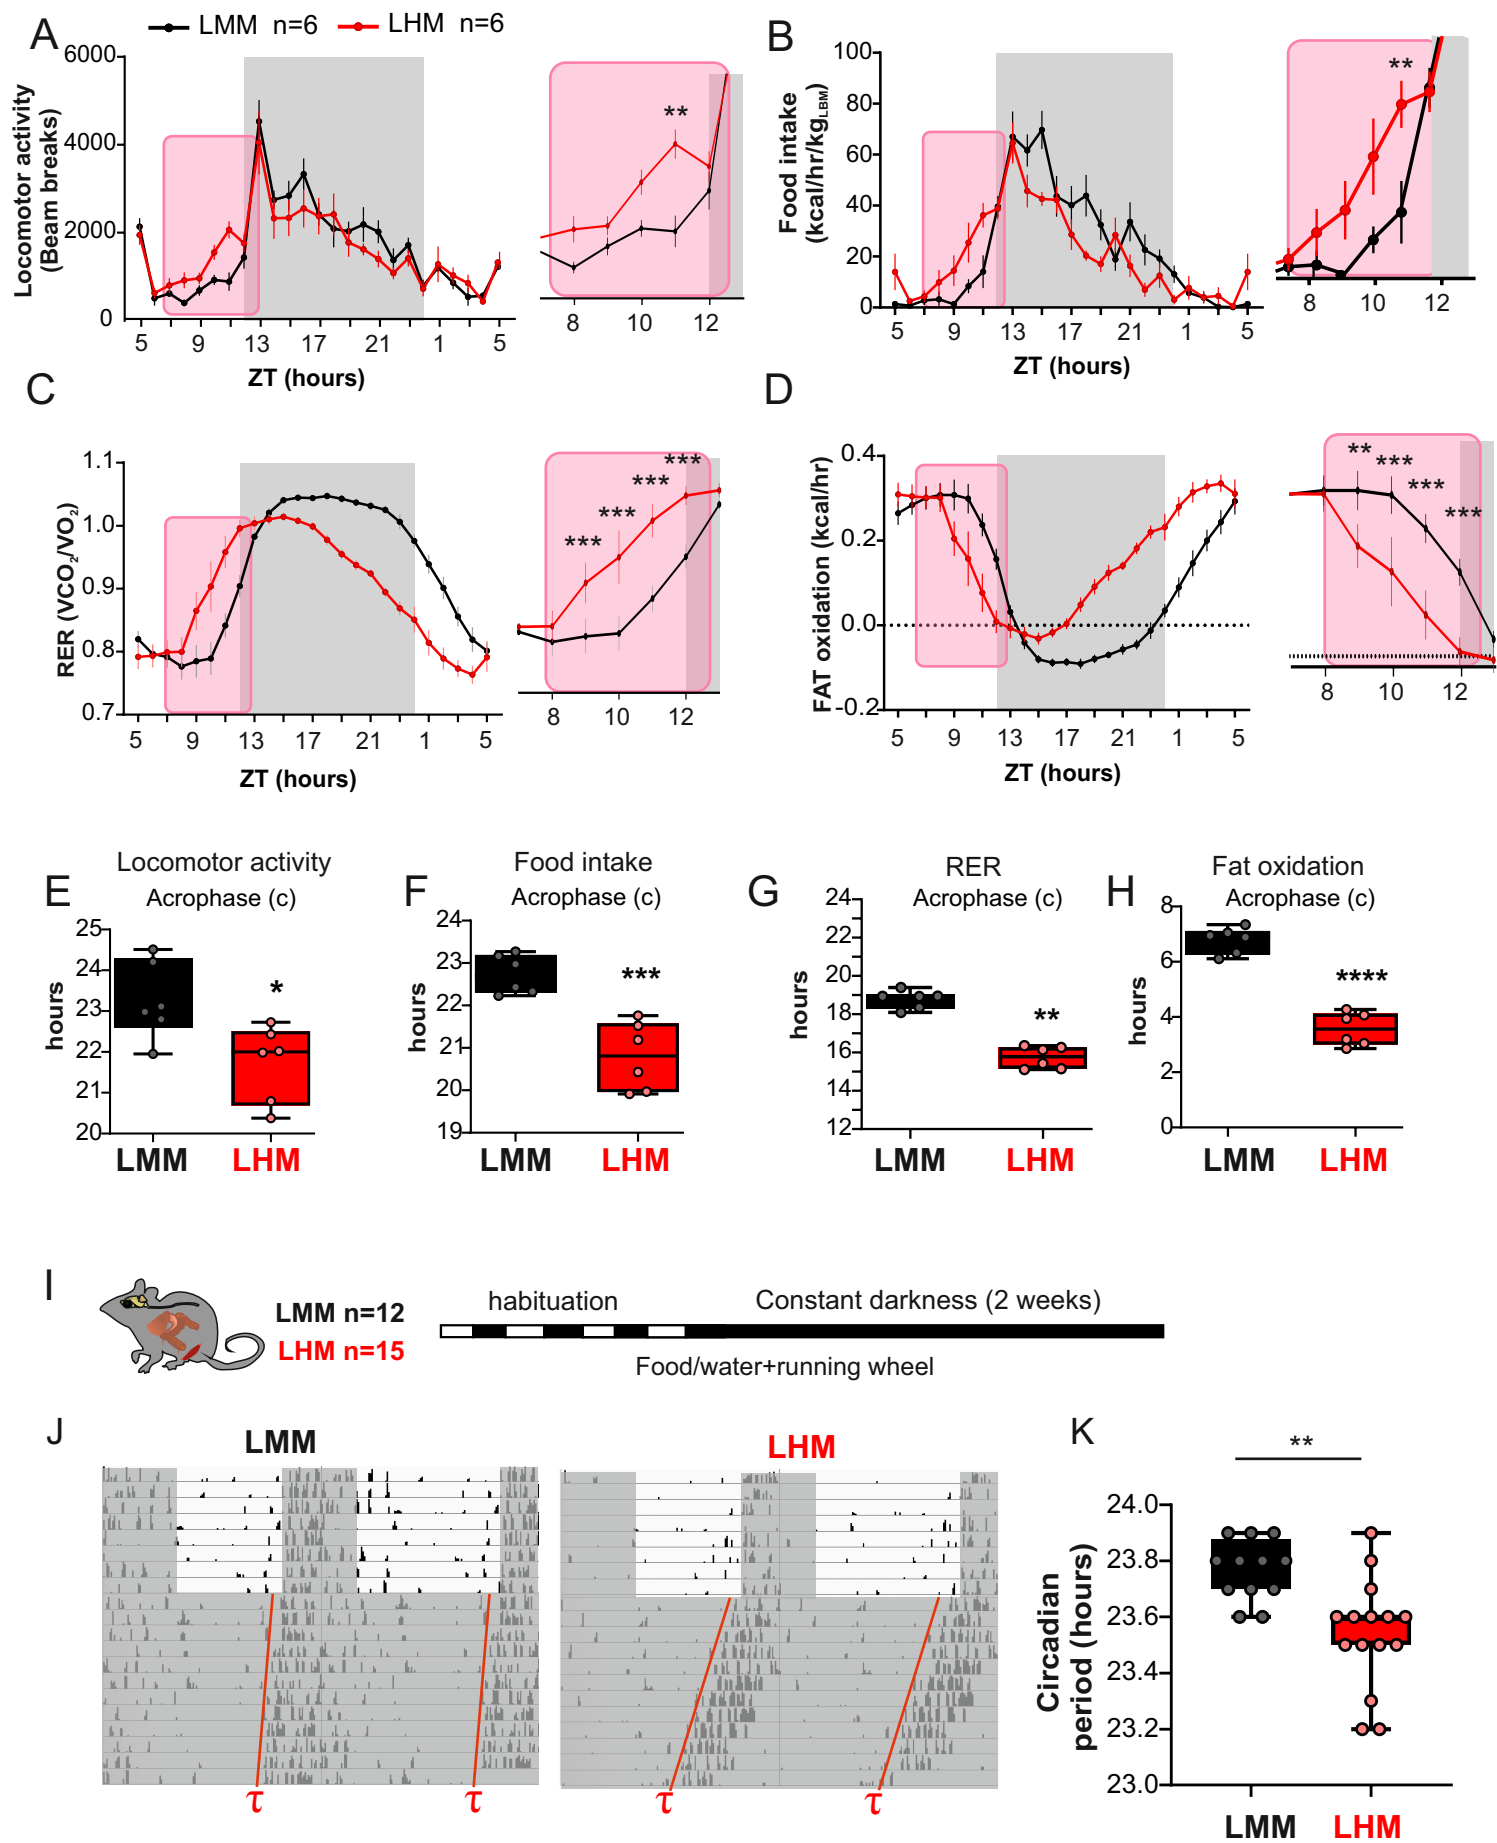 LMM n=6 LHM n=6
A
Locomotor activity
(Beam breaks)
6000
4000
2000
0
5 9 13 17 21 1 5
ZT (hours)
**
8 10 12
B
Food intake
(kcal/hr/kgLBM)
100
80
60
40
20
0
5 9 13 17 21 1 5
ZT (hours)
**
8 10 12
C
RER (VCO2/VO2)
1.1
1.0
0.9
0.8
0.7
5 9 13 17 21 1 5
ZT (hours)
*** *** *** ***
8 10 12
D
FAT oxidation (kcal/hr)
0.4
0.2
0.0
-0.2
5 9 13 17 21 1 5
ZT (hours)
** *** *** ***
8 10 12
E
Locomotor activity
Acrophase (c)
hours
25
24
23
22
21
20
*
LMM LHM
F
Food intake
Acrophase (c)
hours
24
23
22
21
20
19
***
LMM LHM
G
RER
Acrophase (c)
hours
24
22
20
18
16
14
12
**
LMM LHM
H
Fat oxidation
Acrophase (c)
hours
8
6
4
2
0
****
LMM LHM
I
LMM n=12
LHM n=15
habituation
Constant darkness (2 weeks)
Food/water+running wheel
J
LMM
τ τ
LHM
τ τ
K
**
Circadian
period (hours)
24.0
23.8
23.6
23.4
23.2
23.0
LMM LHM